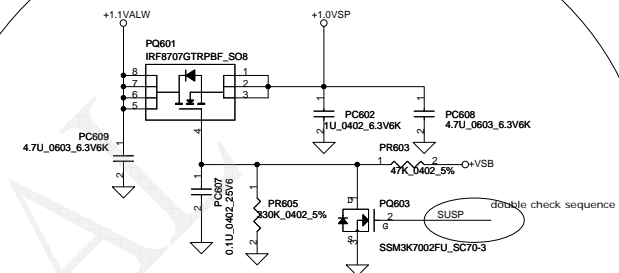 +1.1VALW
+1.0VSP
PQ601
IRF8707GTRPBF_SO8
8
7
6
5
1
2
3
4
PC609
4.7U_0603_6.3V6K
1
2
1
2
PC602
1U_0402_6.3V6K
1
2
PC608
4.7U_0603_6.3V6K
PR603
1
2
47K_0402_5%
+VSB
1
2
PC607
0.1U_0402_25V6
1
2
PR605
330K_0402_5%
D
1
PQ603
2
G
SUSP
double check sequence
S
3
SSM3K7002FU_SC70-3